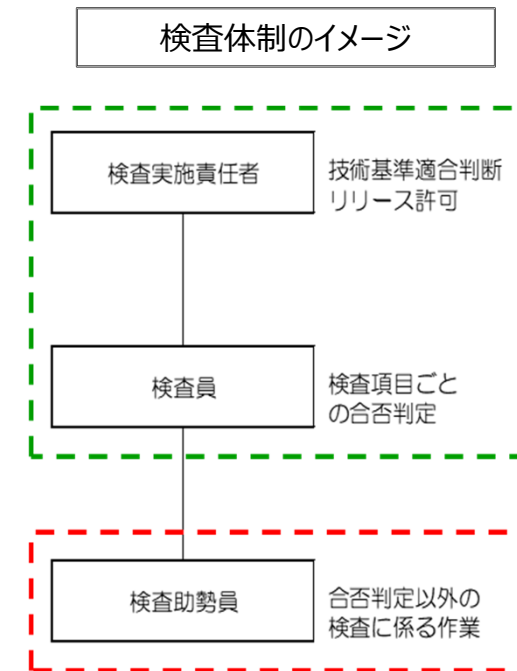 検査体制のイメージ
検査実施責任者
技術基準適合判断
リリース許可
検査員
検査項目ごと
の合否判定
検査助勢員
合否判定以外の
検査に係る作業